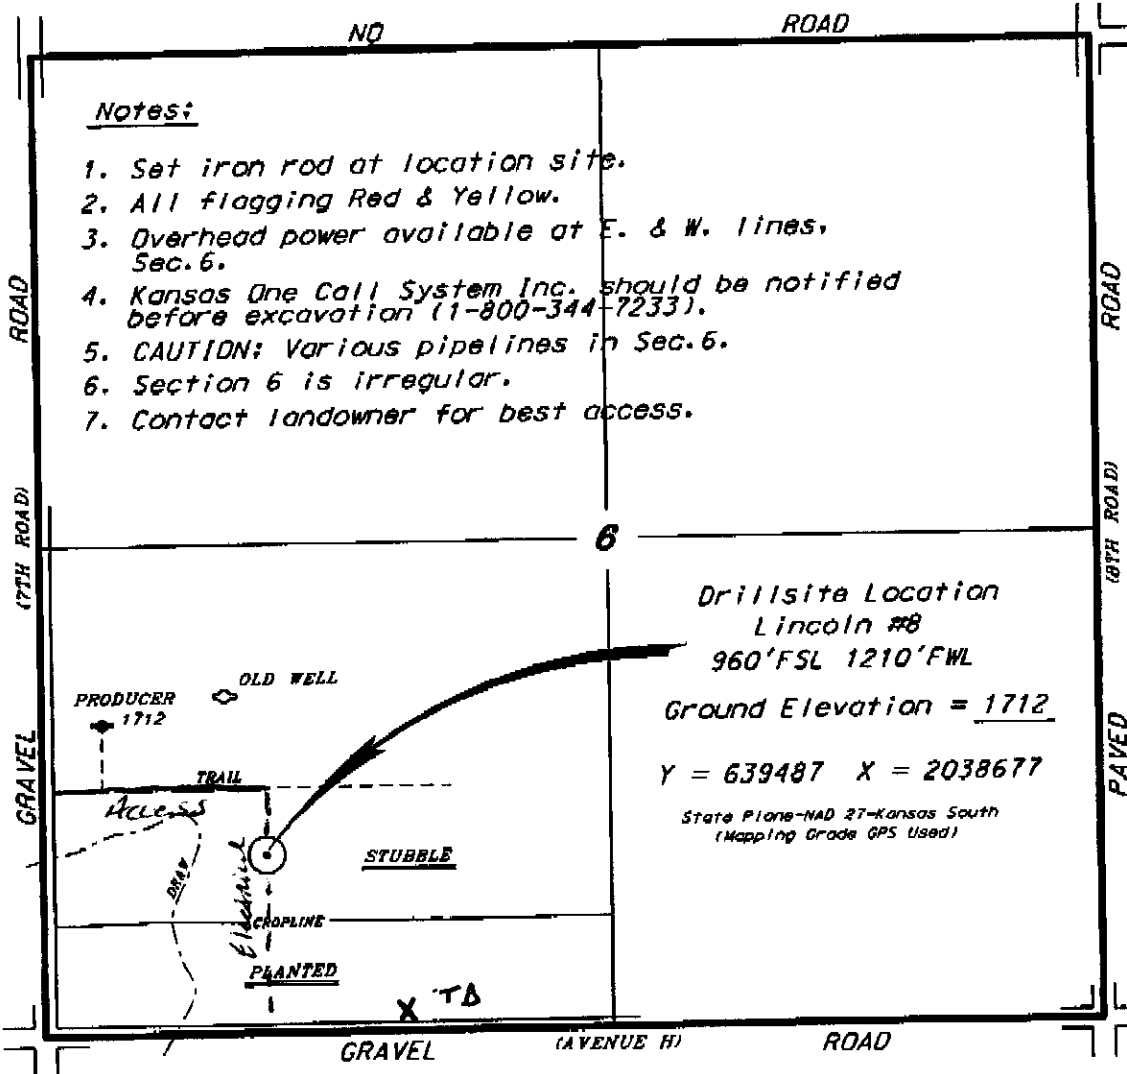 NO ROAD
Notes:
1. Set iron rod at location site.
2. All flagging Red & Yellow.
3. Overhead power available at E. & W. lines,
Sec. 6.
4. Kansas One Call System Inc. should be notified
before excavation (1-800-344-7233).
5. CAUTION: Various pipelines in Sec. 6.
6. Section 6 is irregular.
7. Contact landowner for best access.
ROAD
(7TH ROAD)
GRAVEL
ROAD
(8TH ROAD)
PAVED
6
Drillsite Location
Lincoln #8
960'FSL 1210'FWL
Ground Elevation = 1712
Y = 639487 X = 2038677
State Plane-NAD 27-Kansas South
(Mapping Grade GPS Used)
OLD WELL
PRODUCER
1712
TRAIL
Access
DRAW
Electrical
STUBBLE
CROPLINE
PLANTED
X TB
GRAVEL (AVENUE H) ROAD